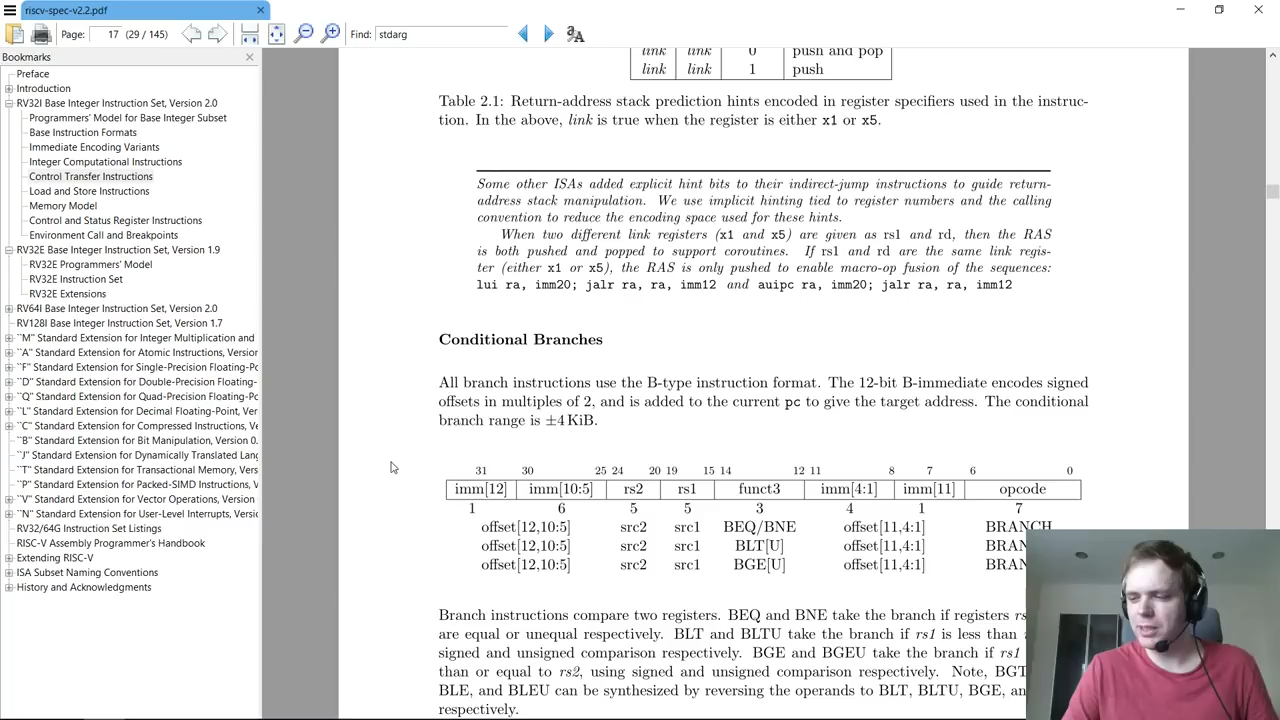 riscv-spec-v2.2.pdf
Page: 17 (29 / 145) Find: stdarg
Bookmarks
Preface
Introduction
RV32I Base Integer Instruction Set, Version 2.0
Programmers' Model for Base Integer Subset
Base Instruction Formats
Immediate Encoding Variants
Integer Computational Instructions
Control Transfer Instructions
Load and Store Instructions
Memory Model
Control and Status Register Instructions
Environment Call and Breakpoints
RV32E Base Integer Instruction Set, Version 1.9
RV32E Programmers' Model
RV32E Instruction Set
RV32E Extensions
RV64I Base Integer Instruction Set, Version 2.0
RV128I Base Integer Instruction Set, Version 1.7
``M'' Standard Extension for Integer Multiplication and
``A'' Standard Extension for Atomic Instructions, Version
``F'' Standard Extension for Single-Precision Floating-Po
``D'' Standard Extension for Double-Precision Floating-
``Q'' Standard Extension for Quad-Precision Floating-Po
``L'' Standard Extension for Decimal Floating-Point, Ver
``C'' Standard Extension for Compressed Instructions, V
``B'' Standard Extension for Bit Manipulation, Version 0.
``J'' Standard Extension for Dynamically Translated Lang
``T'' Standard Extension for Transactional Memory, Vers
``P'' Standard Extension for Packed-SIMD Instructions, V
``V'' Standard Extension for Vector Operations, Version
``N'' Standard Extension for User-Level Interrupts, Versi
RV32/64G Instruction Set Listings
RISC-V Assembly Programmer's Handbook
Extending RISC-V
ISA Subset Naming Conventions
History and Acknowledgments
link link 0 push and pop
link link 1 push
Table 2.1: Return-address stack prediction hints encoded in register specifiers used in the instruc-
tion. In the above, link is true when the register is either x1 or x5.
Some other ISAs added explicit hint bits to their indirect-jump instructions to guide return-
address stack manipulation. We use implicit hinting tied to register numbers and the calling
convention to reduce the encoding space used for these hints.
When two different link registers (x1 and x5) are given as rs1 and rd, then the RAS
is both pushed and popped to support coroutines. If rs1 and rd are the same link regis-
ter (either x1 or x5), the RAS is only pushed to enable macro-op fusion of the sequences:
lui ra, imm20; jalr ra, ra, imm12 and auipc ra, imm20; jalr ra, ra, imm12
Conditional Branches
All branch instructions use the B-type instruction format. The 12-bit B-immediate encodes signed
offsets in multiples of 2, and is added to the current pc to give the target address. The conditional
branch range is ±4 KiB.
31 30 25 24 20 19 15 14 12 11 8 7 6 0
imm[12] imm[10:5] rs2 rs1 funct3 imm[4:1] imm[11] opcode
1 6 5 5 3 4 1 7
offset[12,10:5] src2 src1 BEQ/BNE offset[11,4:1] BRANCH
offset[12,10:5] src2 src1 BLT[U] offset[11,4:1] BRAN
offset[12,10:5] src2 src1 BGE[U] offset[11,4:1] BRAN
Branch instructions compare two registers. BEQ and BNE take the branch if registers rs
are equal or unequal respectively. BLT and BLTU take the branch if rs1 is less than
signed and unsigned comparison respectively. BGE and BGEU take the branch if rs1
than or equal to rs2, using signed and unsigned comparison respectively. Note, BGT
BLE, and BLEU can be synthesized by reversing the operands to BLT, BLTU, BGE, an
respectively.